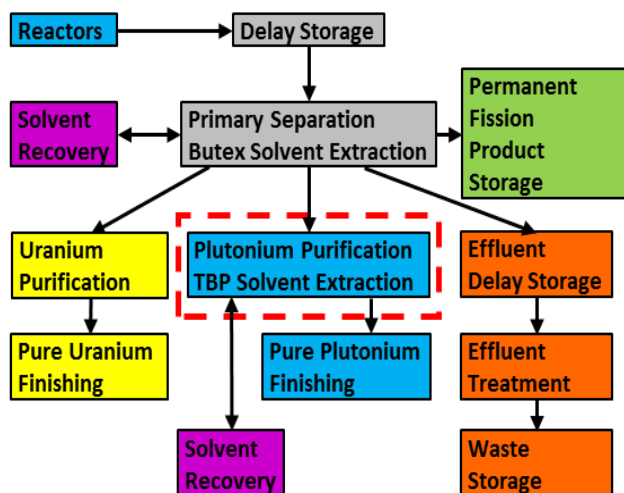 Reactors
Delay Storage
Solvent
Recovery
Primary Separation
Butex Solvent Extraction
Permanent
Fission
Product
Storage
Uranium
Purification
Plutonium Purification
TBP Solvent Extraction
Effluent
Delay Storage
Pure Uranium
Finishing
Pure Plutonium
Finishing
Effluent
Treatment
Solvent
Recovery
Waste
Storage